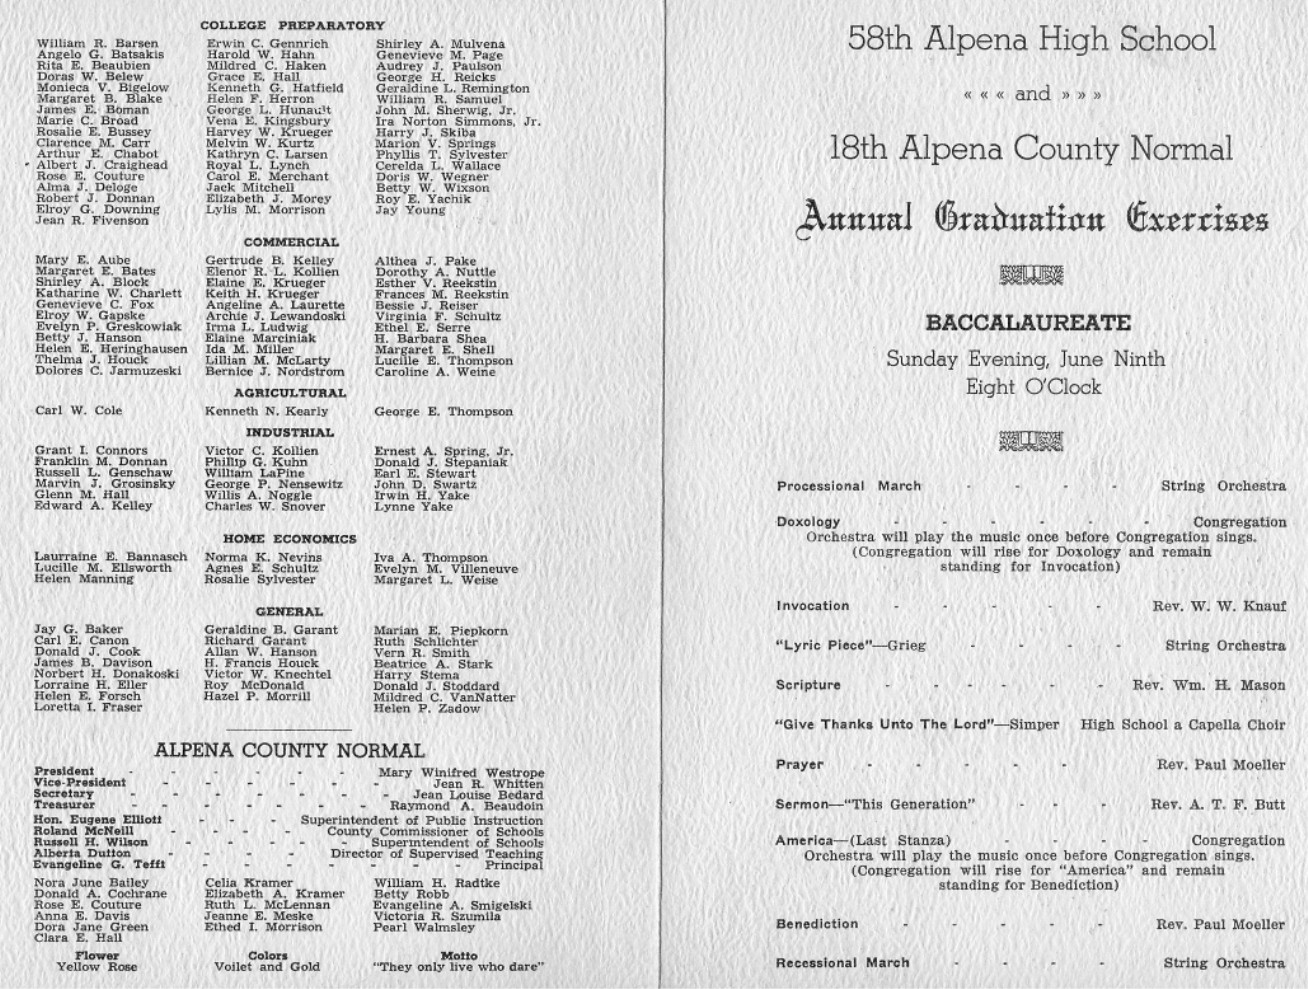 COLLEGE PREPARATORY
William R. Barsen
Angelo G. Batsakis
Rita E. Beaubien
Doras W. Belew
Monieca V. Bigelow
Margaret B. Blake
James E. Boman
Marie C. Broad
Rosalie E. Bussey
Clarence M. Carr
Arthur E. Chabot
Albert J. Craighead
Rose E. Couture
Alma J. Deloge
Robert J. Donnan
Elroy G. Downing
Jean R. Fivenson
Erwin C. Gennrich
Harold W. Hahn
Mildred C. Haken
Grace E. Hall
Kenneth G. Hatfield
Helen F. Herron
George L. Hunault
Vena E. Kingsbury
Harvey W. Krueger
Melvin W. Kurtz
Kathryn C. Larsen
Royal L. Lynch
Carol E. Merchant
Jack Mitchell
Elizabeth J. Morey
Lylis M. Morrison
Shirley A. Mulvena
Genevieve M. Page
Audrey J. Paulson
George H. Reicks
Geraldine L. Remington
William R. Samuel
John M. Sherwig, Jr.
Ira Norton Simmons, Jr.
Harry J. Skiba
Marion V. Springs
Phyllis T. Sylvester
Cerelda L. Wallace
Doris W. Wegner
Betty W. Wixson
Roy E. Yachik
Jay Young
COMMERCIAL
Mary E. Aube
Margaret E. Bates
Shirley A. Block
Katharine W. Charlett
Genevieve C. Fox
Elroy W. Gapske
Evelyn P. Greskowiak
Betty J. Hanson
Helen E. Heringhausen
Thelma J. Houck
Dolores C. Jarmuzeski
Gertrude B. Kelley
Elenor R. L. Kollien
Elaine E. Krueger
Keith H. Krueger
Angeline A. Laurette
Archie J. Lewandoski
Irma L. Ludwig
Elaine Marciniak
Ida M. Miller
Lillian M. McLarty
Bernice J. Nordstrom
Althea J. Pake
Dorothy A. Nuttle
Esther V. Reekstin
Frances M. Reekstin
Bessie J. Reiser
Virginia F. Schultz
Ethel E. Serre
H. Barbara Shea
Margaret E. Shell
Lucille E. Thompson
Caroline A. Weine
AGRICULTURAL
Carl W. Cole
Kenneth N. Kearly
George E. Thompson
INDUSTRIAL
Grant I. Connors
Franklin M. Donnan
Russell L. Genschaw
Marvin J. Grosinsky
Glenn M. Hall
Edward A. Kelley
Victor C. Kollien
Phillip G. Kuhn
William LaPine
George P. Nensewitz
Willis A. Noggle
Charles W. Snover
Ernest A. Spring, Jr.
Donald J. Stepaniak
Earl E. Stewart
John D. Swartz
Irwin H. Yake
Lynne Yake
HOME ECONOMICS
Laurraine E. Bannasch
Lucille M. Ellsworth
Helen Manning
Norma K. Nevins
Agnes E. Schultz
Rosalie Sylvester
Iva A. Thompson
Evelyn M. Villeneuve
Margaret L. Weise
GENERAL
Jay G. Baker
Carl E. Canon
Donald J. Cook
James B. Davison
Norbert H. Donakoski
Lorraine H. Eller
Helen E. Forsch
Loretta I. Fraser
Geraldine B. Garant
Richard Garant
Allan W. Hanson
H. Francis Houck
Victor W. Knechtel
Roy McDonald
Hazel P. Morrill
Marian E. Piepkorn
Ruth Schlichter
Vern R. Smith
Beatrice A. Stark
Harry Stema
Donald J. Stoddard
Mildred C. VanNatter
Helen P. Zadow
ALPENA COUNTY NORMAL
President - - - - - - Mary Winifred Westrope
Vice-President - - - - - - - Jean R. Whitten
Secretary - - - - - - - Jean Louise Bedard
Treasurer - - - - - - - Raymond A. Beaudoin
Hon. Eugene Elliott - - - Superintendent of Public Instruction
Roland McNeill - - - - County Commissioner of Schools
Russell H. Wilson - - - - - Superintendent of Schools
Alberta Dutton - - - - Director of Supervised Teaching
Evangeline G. Tefft - - - - - - - Principal
Nora June Bailey
Donald A. Cochrane
Rose E. Couture
Anna E. Davis
Dora Jane Green
Clara E. Hall
Celia Kramer
Elizabeth A. Kramer
Ruth L. McLennan
Jeanne E. Meske
Ethed I. Morrison
William H. Radtke
Betty Robb
Evangeline A. Smigelski
Victoria R. Szumila
Pearl Walmsley
Flower
Yellow Rose
Colors
Voilet and Gold
Motto
"They only live who dare"
58th Alpena High School
« « « and » » »
18th Alpena County Normal
Annual Graduation Exercises
BACCALAUREATE
Sunday Evening, June Ninth
Eight O'Clock
Processional March - - - - String Orchestra
Doxology - - - - - - Congregation
Orchestra will play the music once before Congregation sings.
(Congregation will rise for Doxology and remain
standing for Invocation)
Invocation - - - - - Rev. W. W. Knauf
"Lyric Piece"—Grieg - - - - String Orchestra
Scripture - - - - - - Rev. Wm. H. Mason
"Give Thanks Unto The Lord"—Simper High School a Capella Choir
Prayer - - - - - Rev. Paul Moeller
Sermon—"This Generation" - - - Rev. A. T. F. Butt
America—(Last Stanza) - - - - Congregation
Orchestra will play the music once before Congregation sings.
(Congregation will rise for "America" and remain
standing for Benediction)
Benediction - - - - - Rev. Paul Moeller
Recessional March - - - - String Orchestra